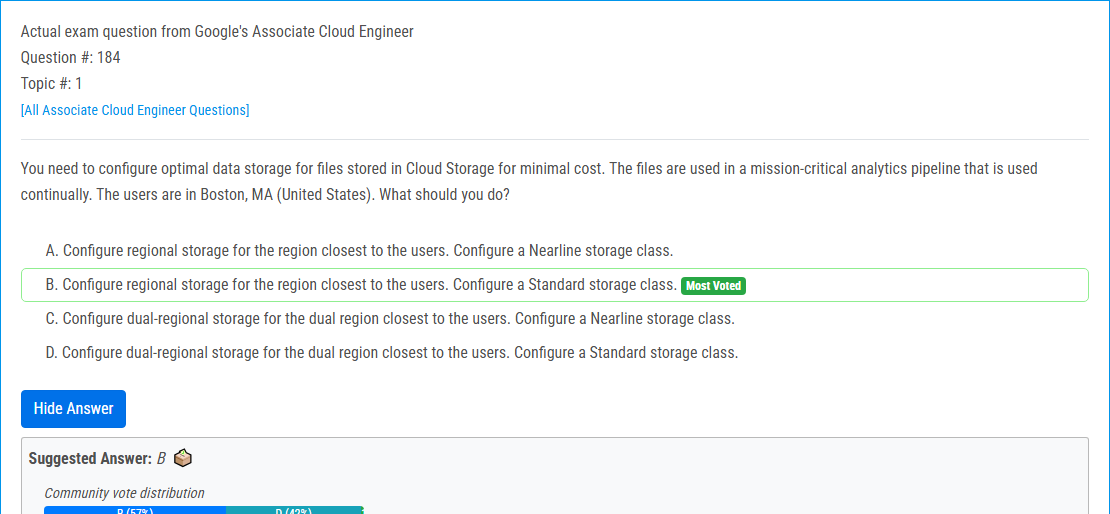 Actual exam question from Google's Associate Cloud Engineer
Question #: 184
Topic #: 1
[All Associate Cloud Engineer Questions]
You need to configure optimal data storage for files stored in Cloud Storage for minimal cost. The files are used in a mission-critical analytics pipeline that is used
continually. The users are in Boston, MA (United States). What should you do?
A. Configure regional storage for the region closest to the users. Configure a Nearline storage class.
B. Configure regional storage for the region closest to the users. Configure a Standard storage class. Most Voted
C. Configure dual-regional storage for the dual region closest to the users. Configure a Nearline storage class.
D. Configure dual-regional storage for the dual region closest to the users. Configure a Standard storage class.
Hide Answer
Suggested Answer: B
Community vote distribution
B (57%) D (42%)